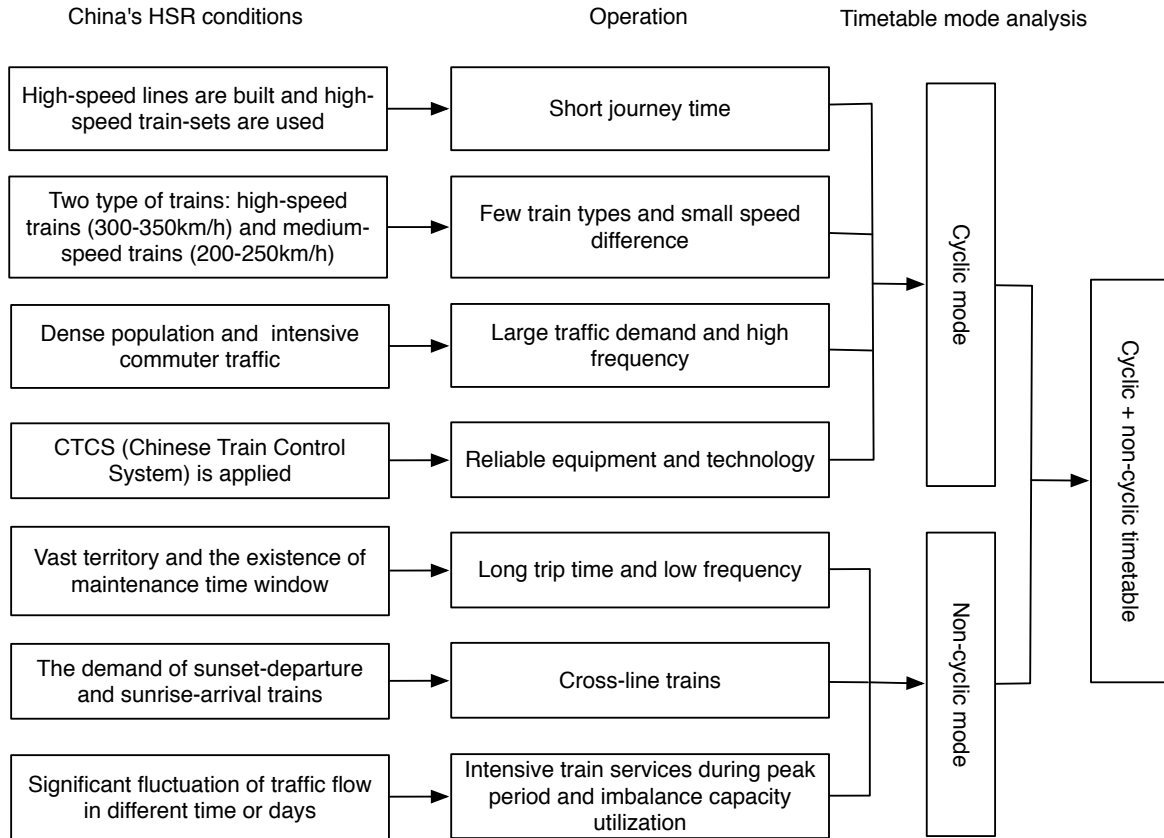 China's HSR conditions
Operation
Timetable mode analysis
High-speed lines are built and high-
speed train-sets are used
Short journey time
Two type of trains: high-speed
trains (300-350km/h) and medium-
speed trains (200-250km/h)
Few train types and small speed
difference
Dense population and intensive
commuter traffic
Large traffic demand and high
frequency
CTCS (Chinese Train Control
System) is applied
Reliable equipment and technology
Cyclic mode
Vast territory and the existence of
maintenance time window
Long trip time and low frequency
The demand of sunset-departure
and sunrise-arrival trains
Cross-line trains
Significant fluctuation of traffic flow
in different time or days
Intensive train services during peak
period and imbalance capacity
utilization
Non-cyclic mode
Cyclic + non-cyclic timetable